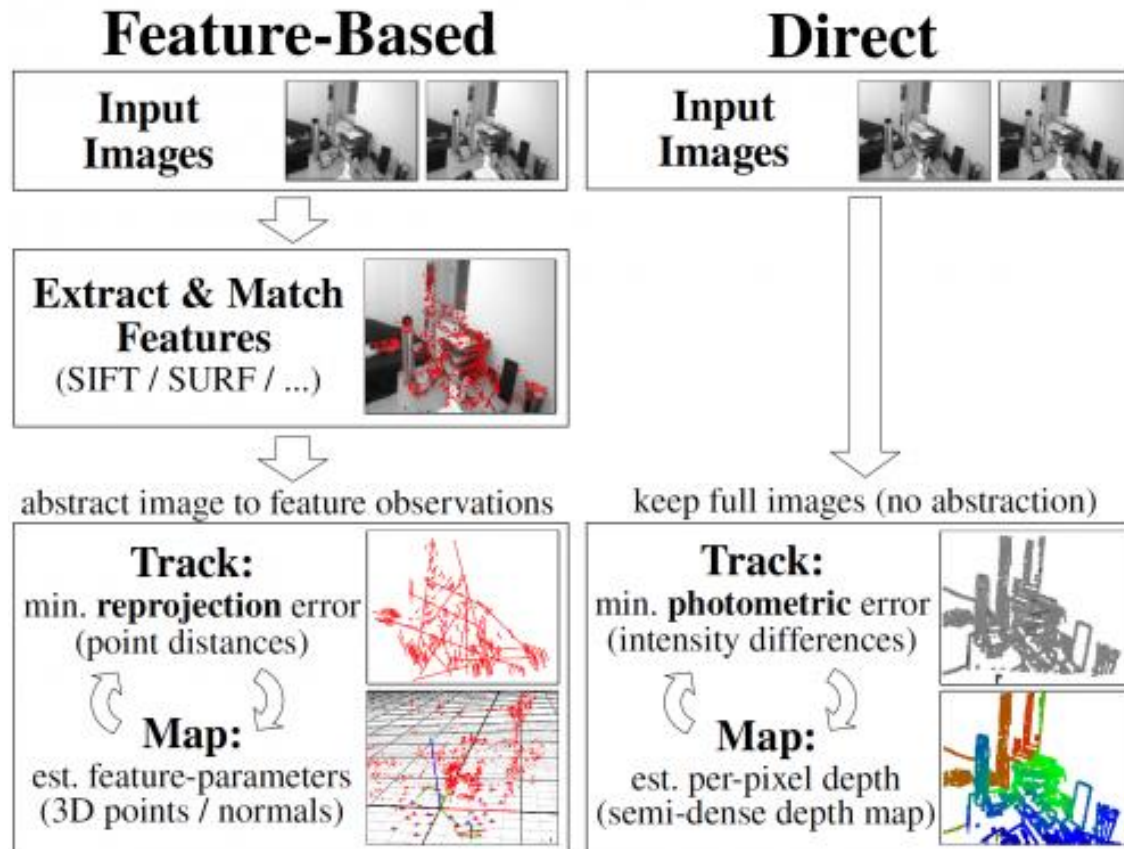 Feature-Based
Input
Images
Extract & Match
Features
(SIFT / SURF / ...)
abstract image to feature observations
Track:
min. reprojection error
(point distances)
Map:
est. feature-parameters
(3D points / normals)
Direct
Input
Images
keep full images (no abstraction)
Track:
min. photometric error
(intensity differences)
Map:
est. per-pixel depth
(semi-dense depth map)